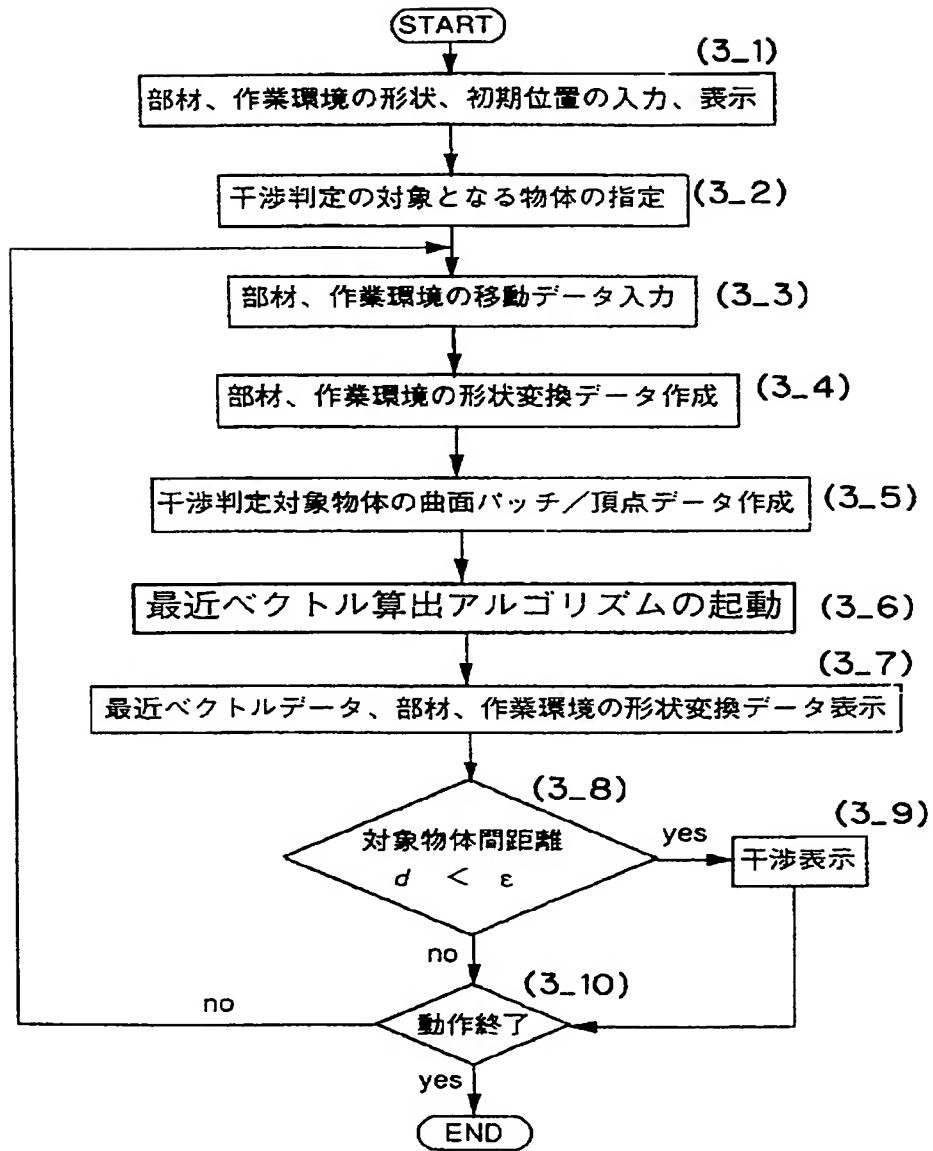 START
(3_1)
部材、作業環境の形状、初期位置の入力、表示
干渉判定の対象となる物体の指定 (3_2)
部材、作業環境の移動データ入力 (3_3)
部材、作業環境の形状変換データ作成 (3_4)
干渉判定対象物体の曲面パッチ/頂点データ作成 (3_5)
最近ベクトル算出アルゴリズムの起動 (3_6)
(3_7)
最近ベクトルデータ、部材、作業環境の形状変換データ表示
(3_8)
対象物体間距離
d < ε
yes
(3_9)
干渉表示
no
(3_10)
動作終了
no
yes
END